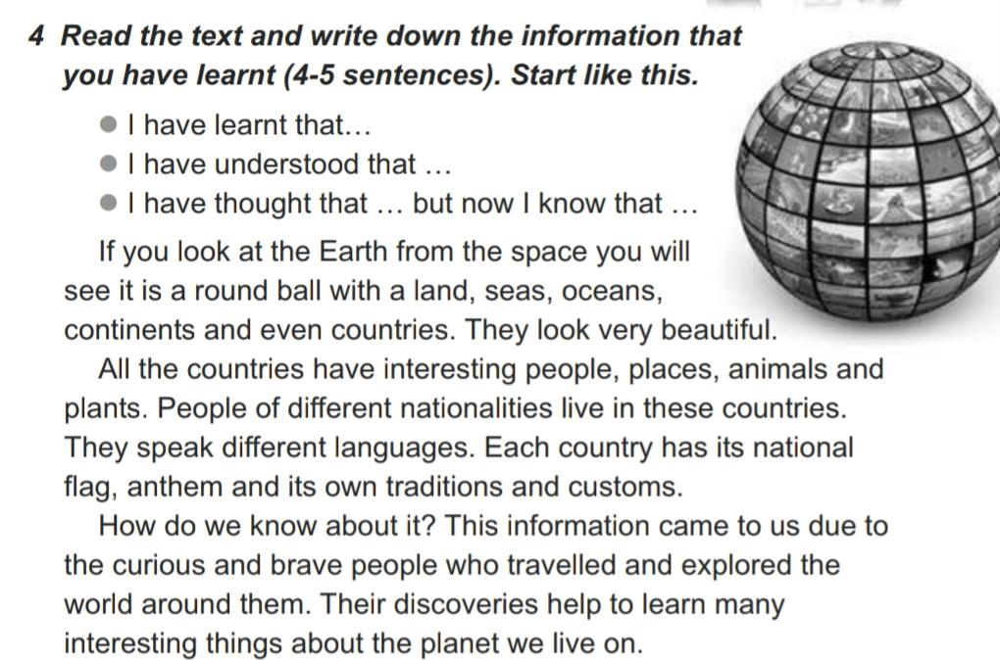 4 Read the text and write down the information that
you have learnt (4-5 sentences). Start like this.
● I have learnt that…
● I have understood that …
● I have thought that … but now I know that …
If you look at the Earth from the space you will
see it is a round ball with a land, seas, oceans,
continents and even countries. They look very beautiful.
All the countries have interesting people, places, animals and
plants. People of different nationalities live in these countries.
They speak different languages. Each country has its national
flag, anthem and its own traditions and customs.
How do we know about it? This information came to us due to
the curious and brave people who travelled and explored the
world around them. Their discoveries help to learn many
interesting things about the planet we live on.